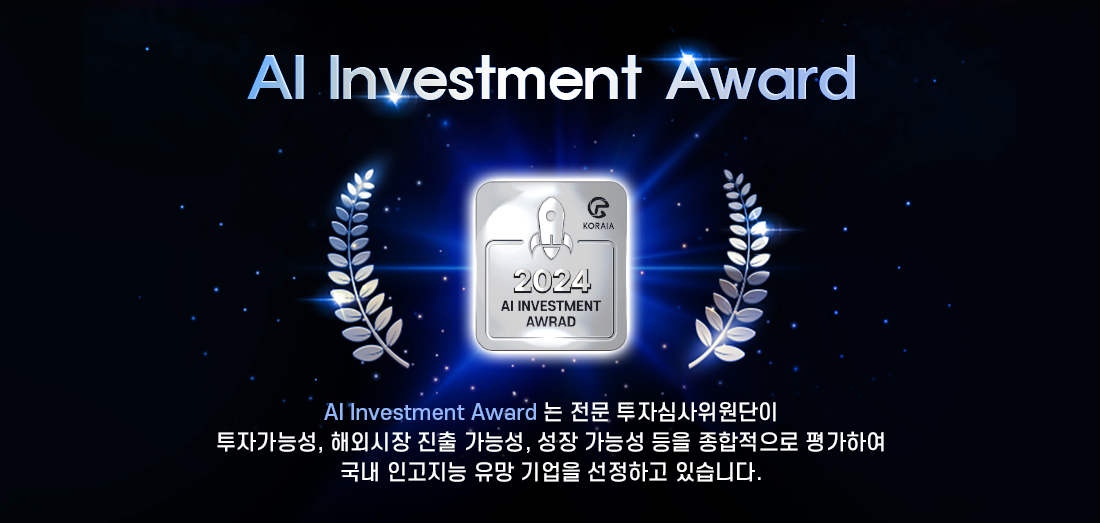 AI Investment Award
KORAIA
2024
AI INVESTMENT
AWRAD
AI Investment Award 는 전문 투자심사위원단이
투자가능성, 해외시장 진출 가능성, 성장 가능성 등을 종합적으로 평가하여
국내 인고지능 유망 기업을 선정하고 있습니다.